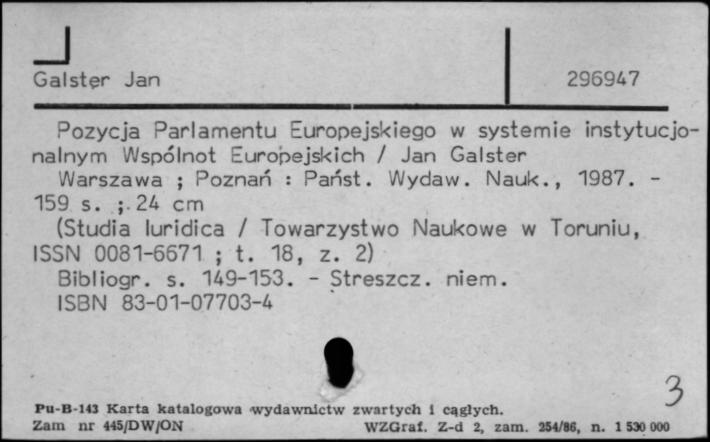 Galster Jan 296947
Pozycja Parlamentu Europejskiego w systemie instytucjo-
nalnym Wspólnot Europejskich / Jan Galster
Warszawa ; Poznań : Państ. Wydaw. Nauk., 1987. -
159 s. ; 24 cm
(Studia Iuridica / Towarzystwo Naukowe w Toruniu,
ISSN 0081-6671 ; t. 18, z. 2)
Bibliogr. s. 149-153. - Streszcz. niem.
ISBN 83-01-07703-4
3
Pu-B-143 Karta katalogowa wydawnictw zwartych i cągłych.
Zam nr 445/DW/ON WZGraf. Z-d 2, zam. 254/86, n. 1 530 000